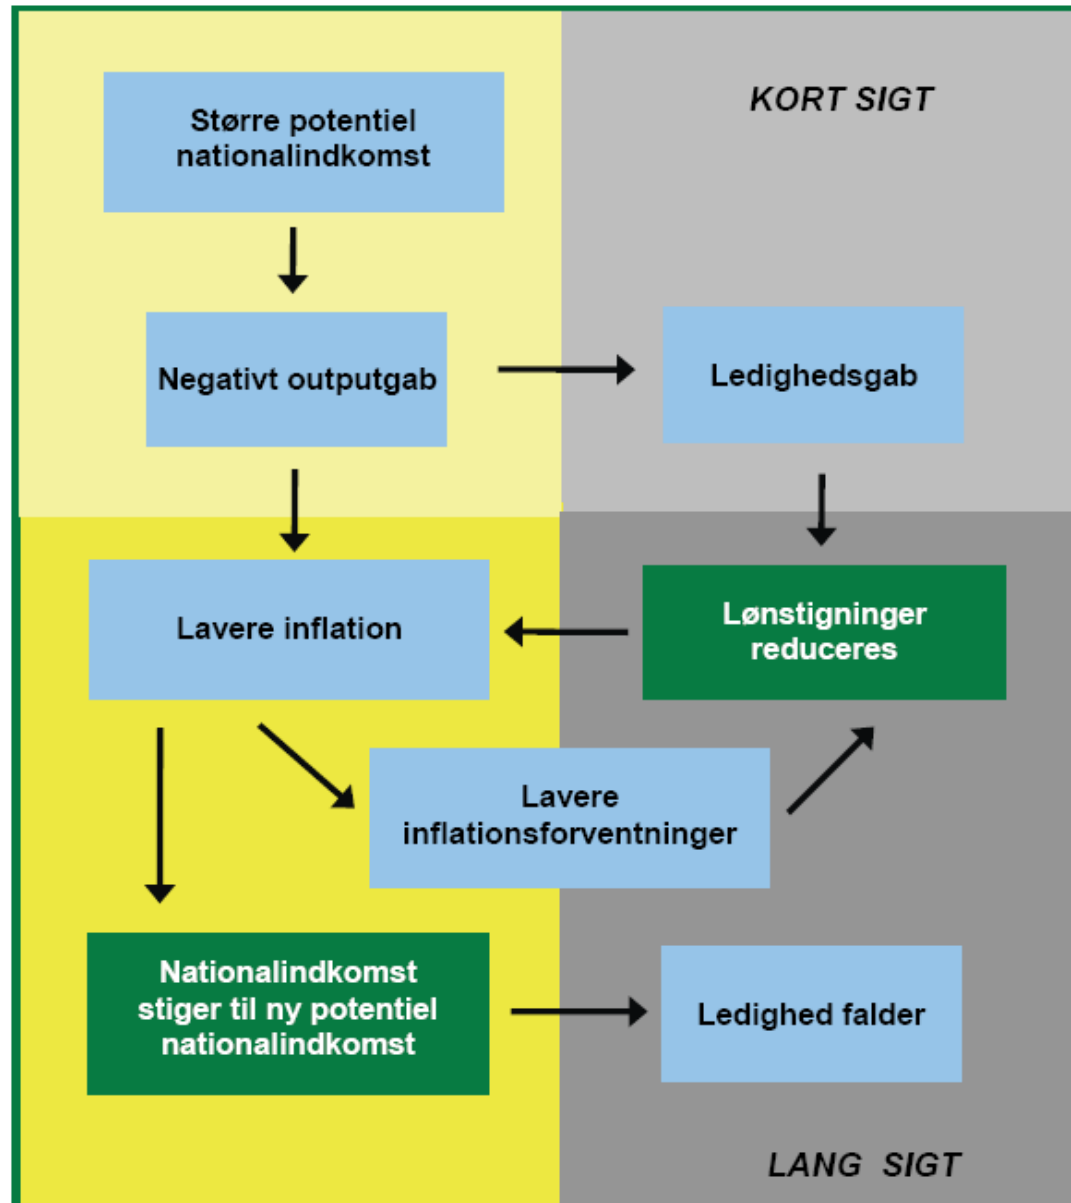 KORT SIGT
Større potentiel
nationalindkomst
Negativt outputgab
Ledighedsgab
Lavere inflation
Lønstigninger
reduceres
Lavere
inflationsforventninger
Nationalindkomst
stiger til ny potentiel
nationalindkomst
Ledighed falder
LANG SIGT